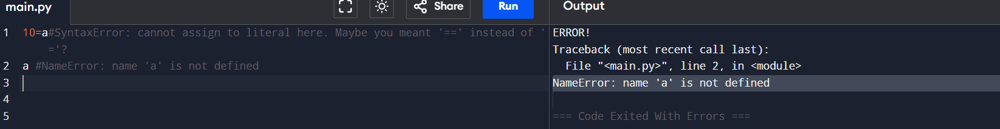 main.py
Share
Run
Output
1 10=a#SyntaxError: cannot assign to literal here. Maybe you meant '==' instead of '
='?
2 a #NameError: name 'a' is not defined
3
4
5
ERROR!
Traceback (most recent call last):
  File "<main.py>", line 2, in <module>
NameError: name 'a' is not defined
=== Code Exited With Errors ===